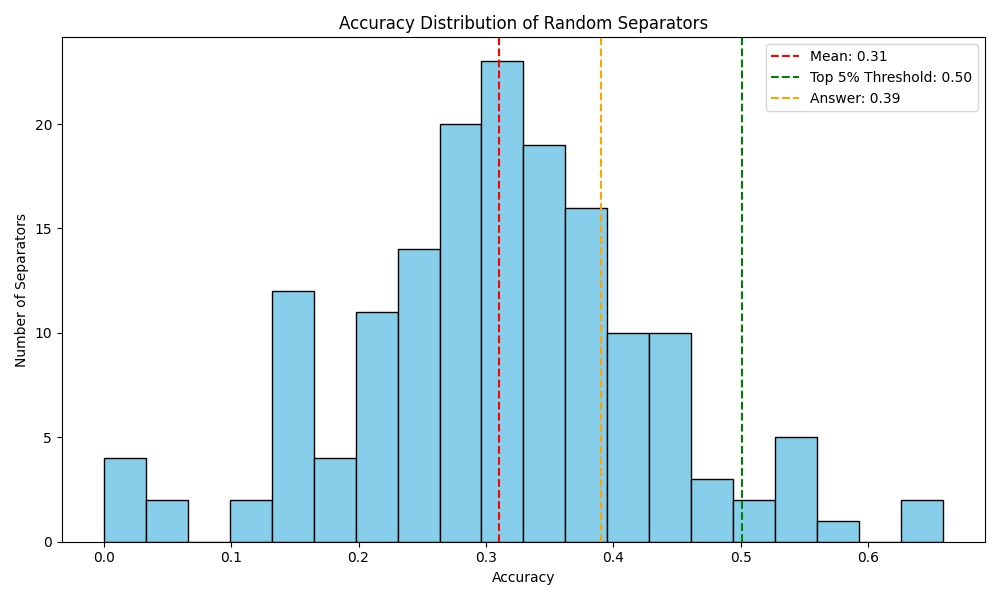 Accuracy Distribution of Random Separators
Mean: 0.31
Top 5% Threshold: 0.50
Answer: 0.39
Number of Separators
20
15
10
5
0
0.0 0.1 0.2 0.3 0.4 0.5 0.6
Accuracy